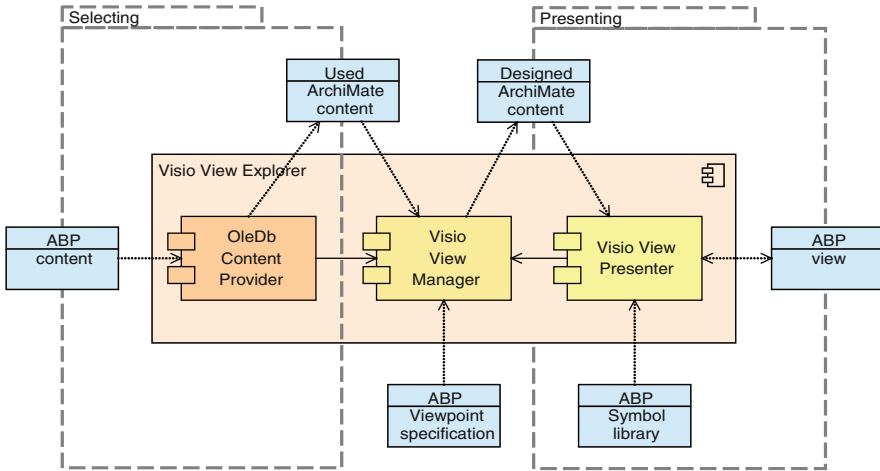 Selecting
Presenting
Used
ArchiMate
content
Designed
ArchiMate
content
Visio View Explorer
ABP
content
OleDb
Content
Provider
Visio
View
Manager
Visio View
Presenter
ABP
view
ABP
Viewpoint
specification
ABP
Symbol
library